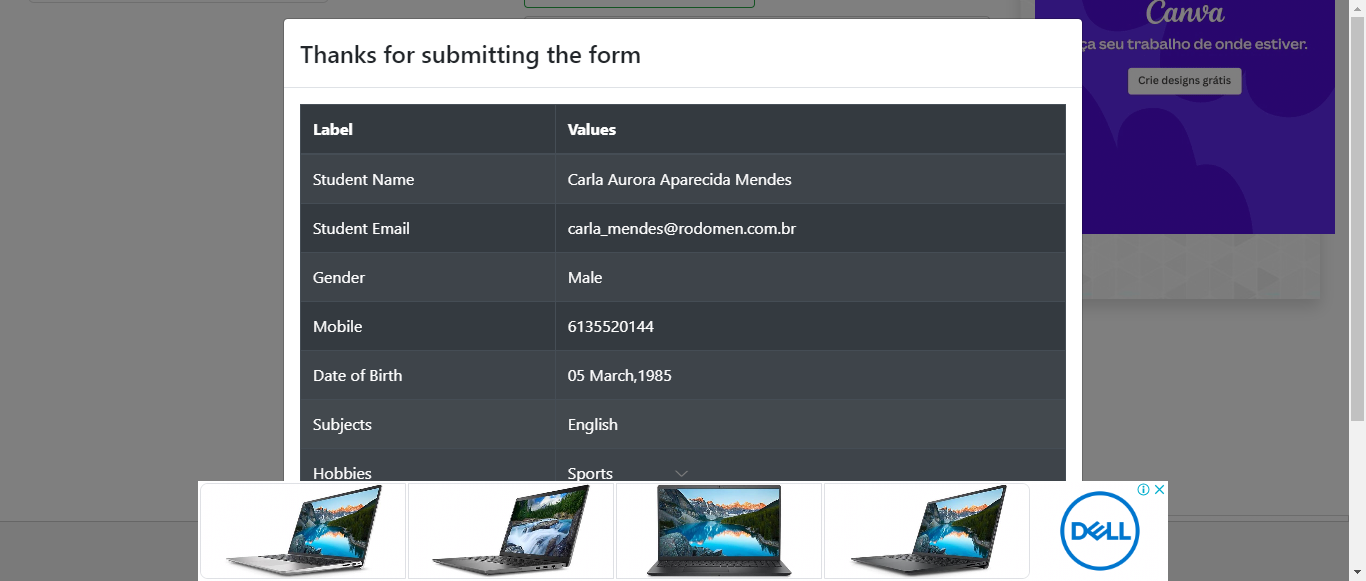 Canva
ça seu trabalho de onde estiver.
Crie designs grátis
Thanks for submitting the form
Label Values
Student Name Carla Aurora Aparecida Mendes
Student Email carla_mendes@rodomen.com.br
Gender Male
Mobile 6135520144
Date of Birth 05 March,1985
Subjects English
Hobbies Sports
DELL